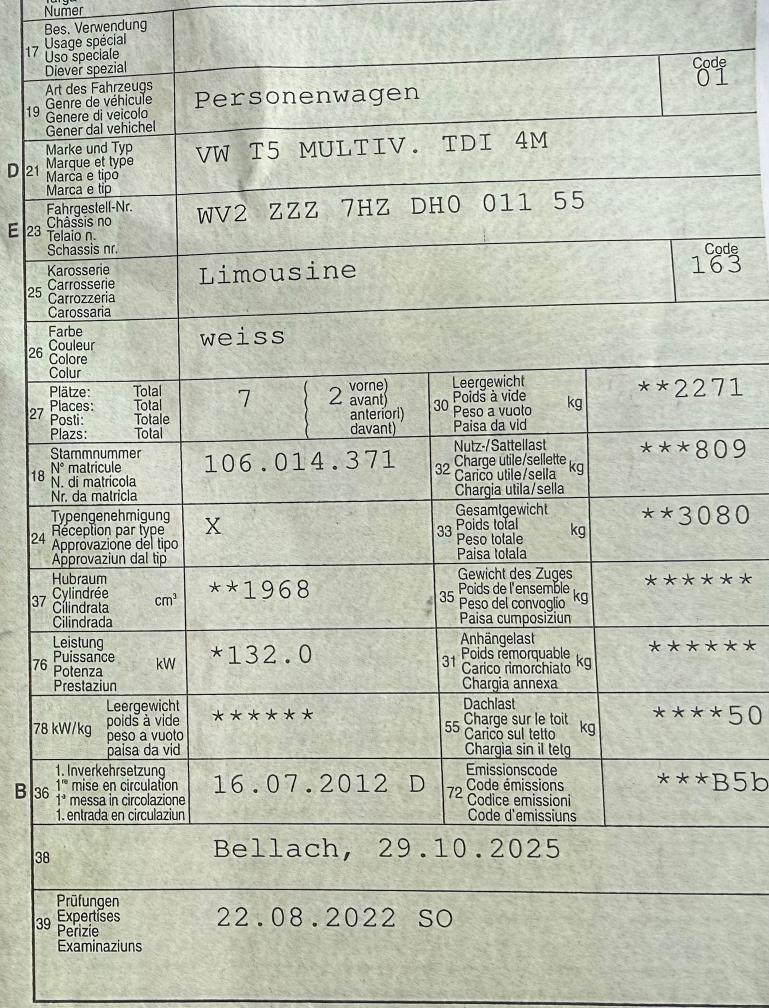 Numer
17 Bes. Verwendung
Usage spécial
Uso speciale
Diever spezial
19 Art des Fahrzeugs
Genre de véhicule
Genere di veicolo
Gener dal vehichel
Personenwagen
Code
01
D 21 Marke und Typ
Marque et type
Marca e tipo
Marca e tip
VW T5 MULTIV. TDI 4M
E 23 Fahrgestell-Nr.
Châssis no
Telaio n.
Schassis nr.
WV2 ZZZ 7HZ DH0 011 55
25 Karosserie
Carrosserie
Carrozzeria
Carossaria
Limousine
Code
163
26 Farbe
Couleur
Colore
Colur
weiss
27 Plätze: Total
Places: Total
Posti: Totale
Plazs: Total
7 ( 2 vorne)
avant)
anteriori)
davant)
30 Leergewicht
Poids à vide
Peso a vuoto
Paisa da vid
kg
**2271
18 Stammnummer
N° matricule
N. di matricola
Nr. da matricla
106.014.371
32 Nutz-/Sattellast
Charge utile/sellette
Carico utile/sella
Chargia utila/sella
kg
***809
24 Typengenehmigung
Réception par type
Approvazione del tipo
Approvaziun dal tip
X
33 Gesamtgewicht
Poids total
Peso totale
Paisa totala
kg
**3080
37 Hubraum
Cylindrée
Cilindrata
Cilindrada
cm³
**1968
35 Gewicht des Zuges
Poids de l'ensemble
Peso del convoglio
Paisa cumposiziun
kg
******
76 Leistung
Puissance
Potenza
Prestaziun
kW
*132.0
31 Anhängelast
Poids remorquable
Carico rimorchiato
Chargia annexa
kg
******
78 kW/kg Leergewicht
poids à vide
peso a vuoto
paisa da vid
******
55 Dachlast
Charge sur le toit
Carico sul tetto
Chargia sin il tetg
kg
****50
B 36 1. Inverkehrsetzung
1re mise en circulation
1a messa in circolazione
1. entrada en circulaziun
16.07.2012 D
72 Emissionscode
Code émissions
Codice emissioni
Code d'emissiuns
***B5b
38 Bellach, 29.10.2025
39 Prüfungen
Expertises
Perizie
Examinaziuns
22.08.2022 SO